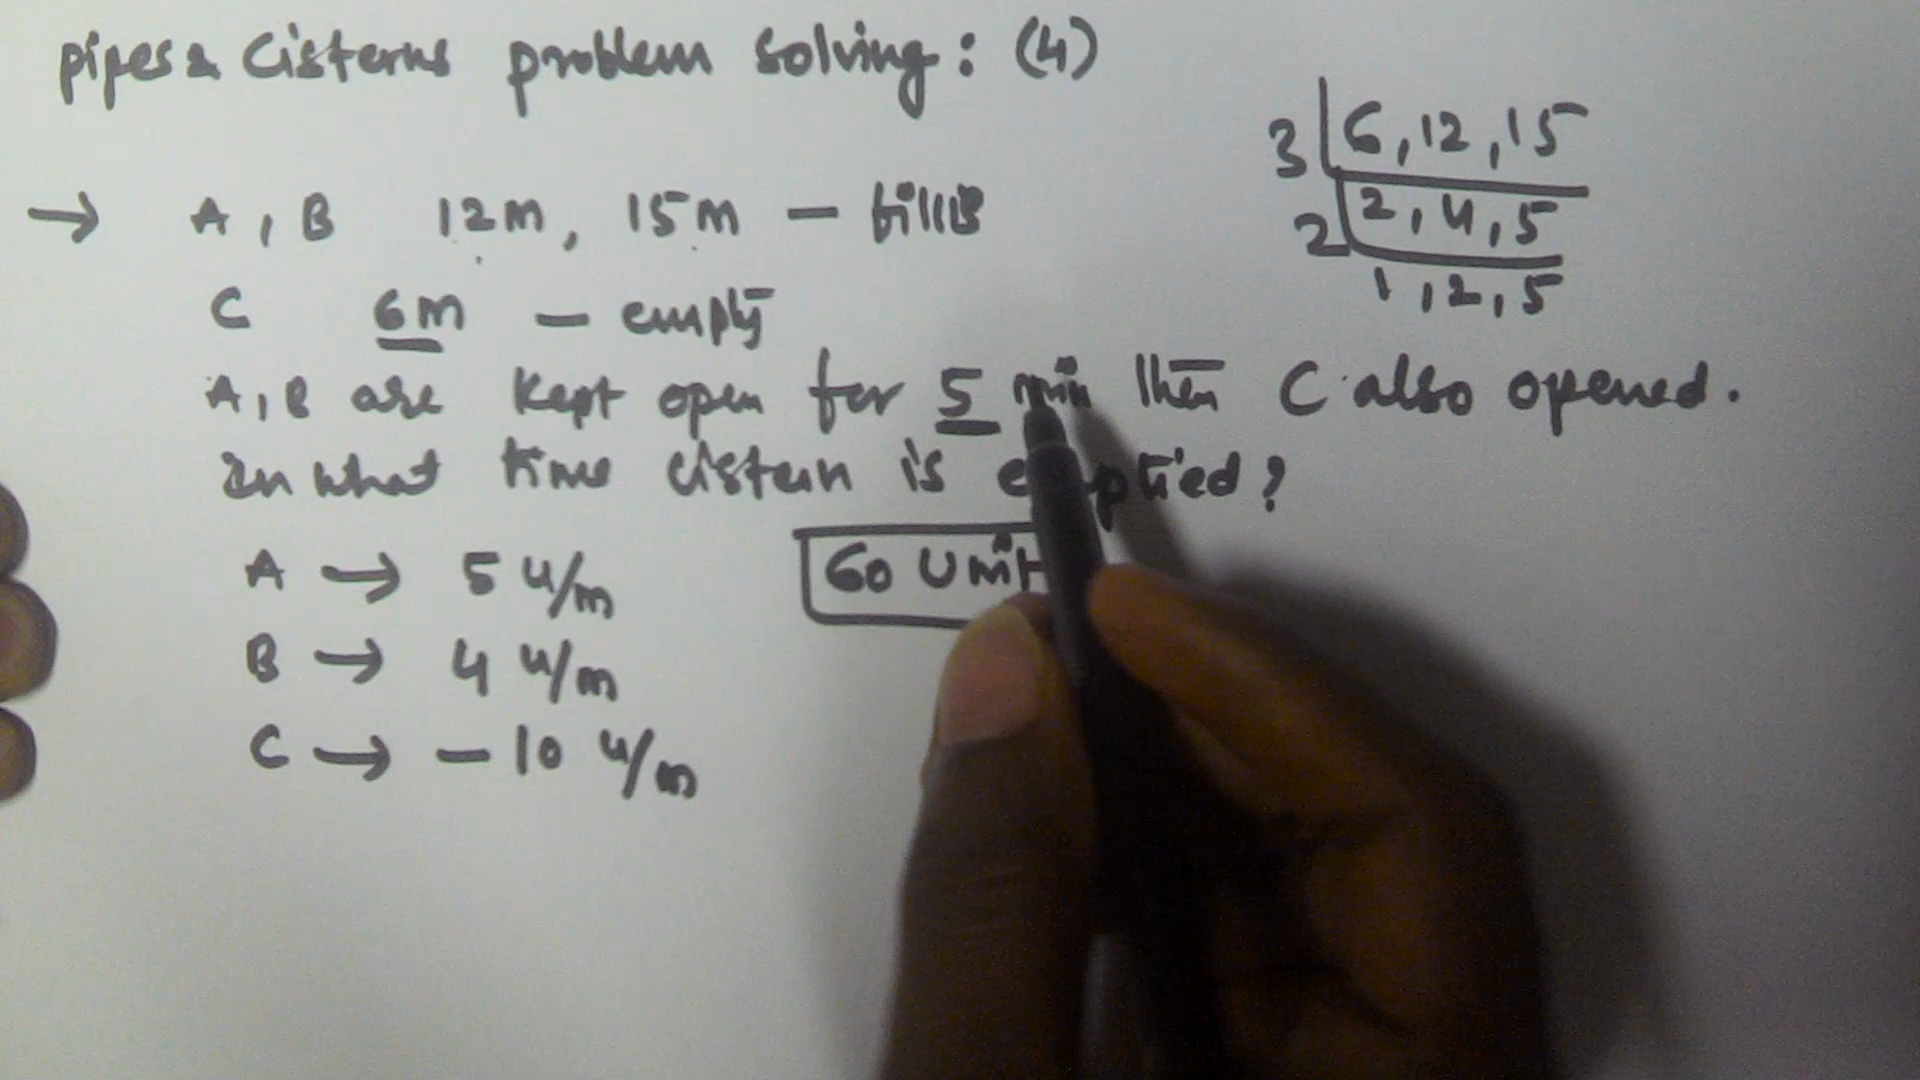 pipes & Cisterns problem solving: (4)
→ A, B 12m, 15m – fills
C 6m – empty
A, B are kept open for 5 min then C also opened.
In what time cistern is emptied?
60 Unit
A → 5 u/m
B → 4 u/m
C → -10 u/m
3 6, 12, 15
2 2, 4, 5
1, 2, 5